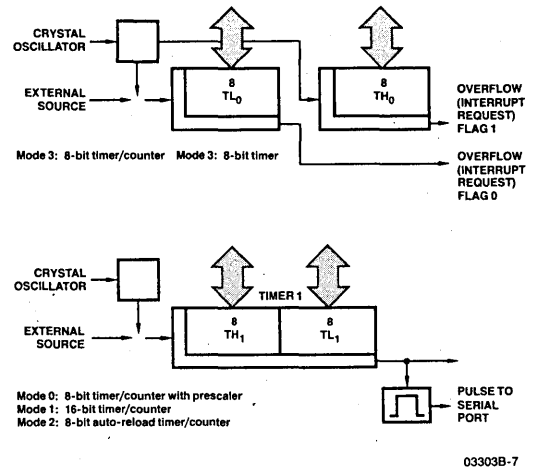 CRYSTAL
OSCILLATOR
EXTERNAL
SOURCE
8
TL0
8
TH0
OVERFLOW
(INTERRUPT
REQUEST)
FLAG 1
OVERFLOW
(INTERRUPT
REQUEST)
FLAG 0
Mode 3: 8-bit timer/counter Mode 3: 8-bit timer
CRYSTAL
OSCILLATOR
EXTERNAL
SOURCE
TIMER 1
8
TH1
8
TL1
PULSE TO
SERIAL
PORT
Mode 0: 8-bit timer/counter with prescaler
Mode 1: 16-bit timer/counter
Mode 2: 8-bit auto-reload timer/counter
03303B-7